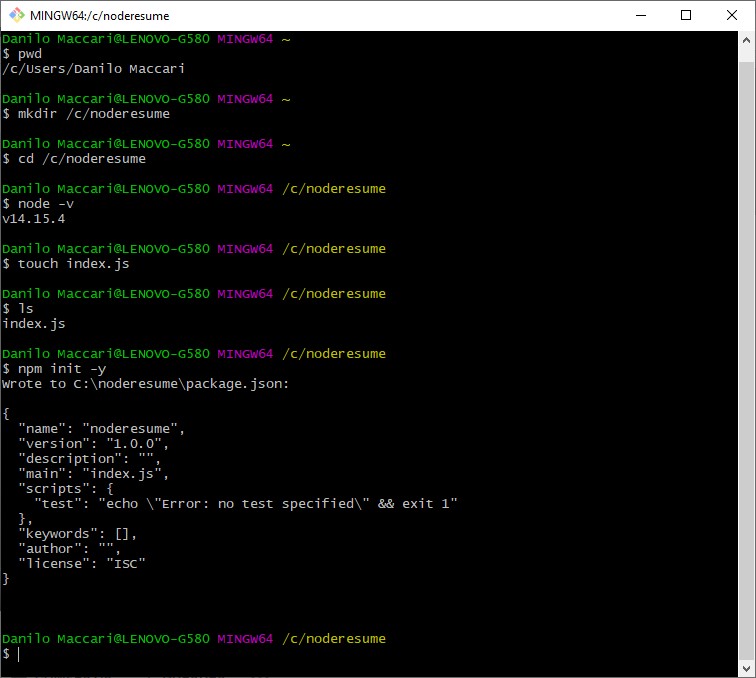 MINGW64:/c/noderesume
Danilo Maccari@LENOVO-G580 MINGW64 ~
$ pwd
/c/Users/Danilo Maccari
Danilo Maccari@LENOVO-G580 MINGW64 ~
$ mkdir /c/noderesume
Danilo Maccari@LENOVO-G580 MINGW64 ~
$ cd /c/noderesume
Danilo Maccari@LENOVO-G580 MINGW64 /c/noderesume
$ node -v
v14.15.4
Danilo Maccari@LENOVO-G580 MINGW64 /c/noderesume
$ touch index.js
Danilo Maccari@LENOVO-G580 MINGW64 /c/noderesume
$ ls
index.js
Danilo Maccari@LENOVO-G580 MINGW64 /c/noderesume
$ npm init -y
Wrote to C:\noderesume\package.json:
{
  "name": "noderesume",
  "version": "1.0.0",
  "description": "",
  "main": "index.js",
  "scripts": {
    "test": "echo \"Error: no test specified\" && exit 1"
  },
  "keywords": [],
  "author": "",
  "license": "ISC"
}
Danilo Maccari@LENOVO-G580 MINGW64 /c/noderesume
$